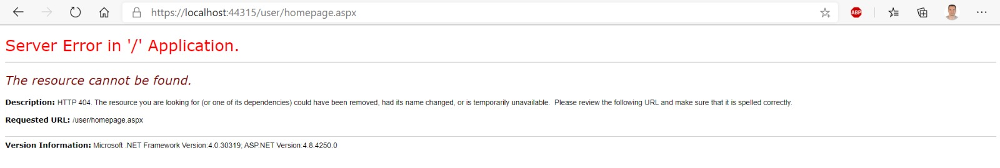 https://localhost:44315/user/homepage.aspx
ABP
Server Error in '/' Application.
The resource cannot be found.
Description: HTTP 404. The resource you are looking for (or one of its dependencies) could have been removed, had its name changed, or is temporarily unavailable.  Please review the following URL and make sure that it is spelled correctly.
Requested URL: /user/homepage.aspx
Version Information: Microsoft .NET Framework Version:4.0.30319; ASP.NET Version:4.8.4250.0